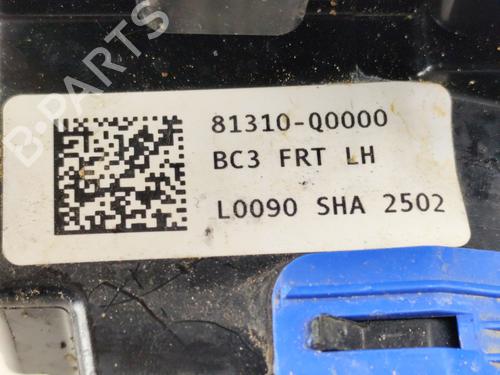 B-PARTS
81310-Q0000
BC3 FRT LH
L0090 SHA 2502